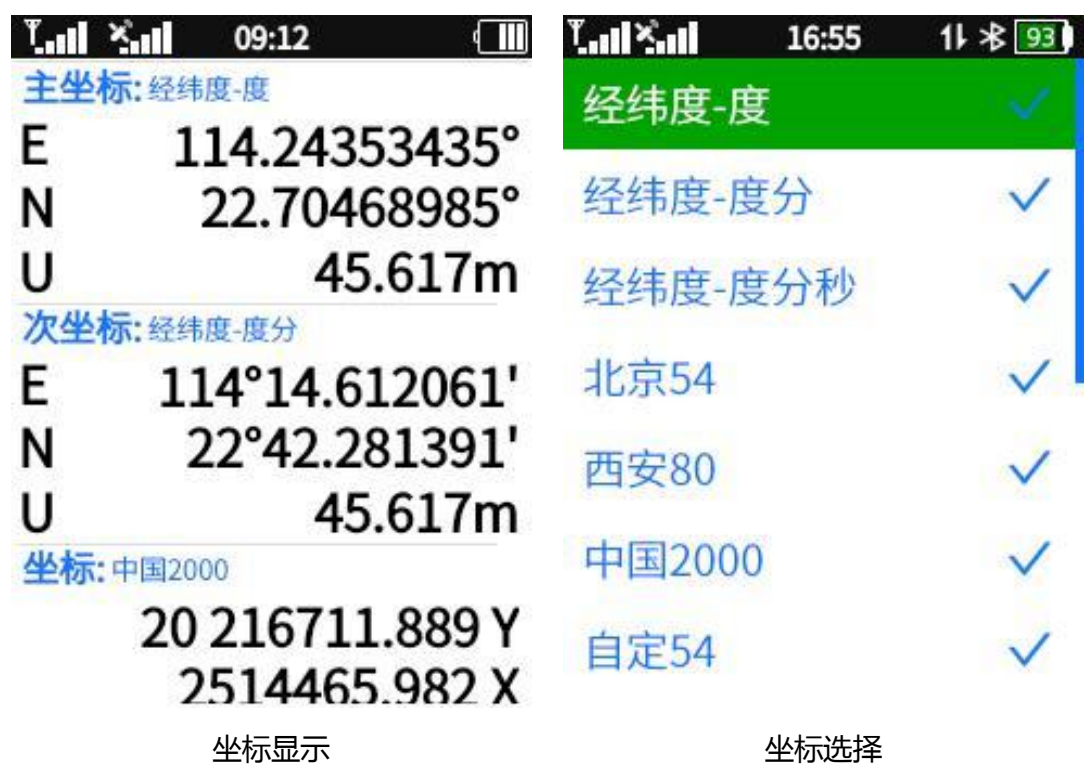 09:12
主坐标: 经纬度-度
E 114.24353435°
N 22.70468985°
U 45.617m
次坐标: 经纬度-度分
E 114°14.612061'
N 22°42.281391'
U 45.617m
坐标: 中国2000
20 216711.889 Y
2514465.982 X
坐标显示
16:55 93
经纬度-度
经纬度-度分
经纬度-度分秒
北京54
西安80
中国2000
自定54
坐标选择